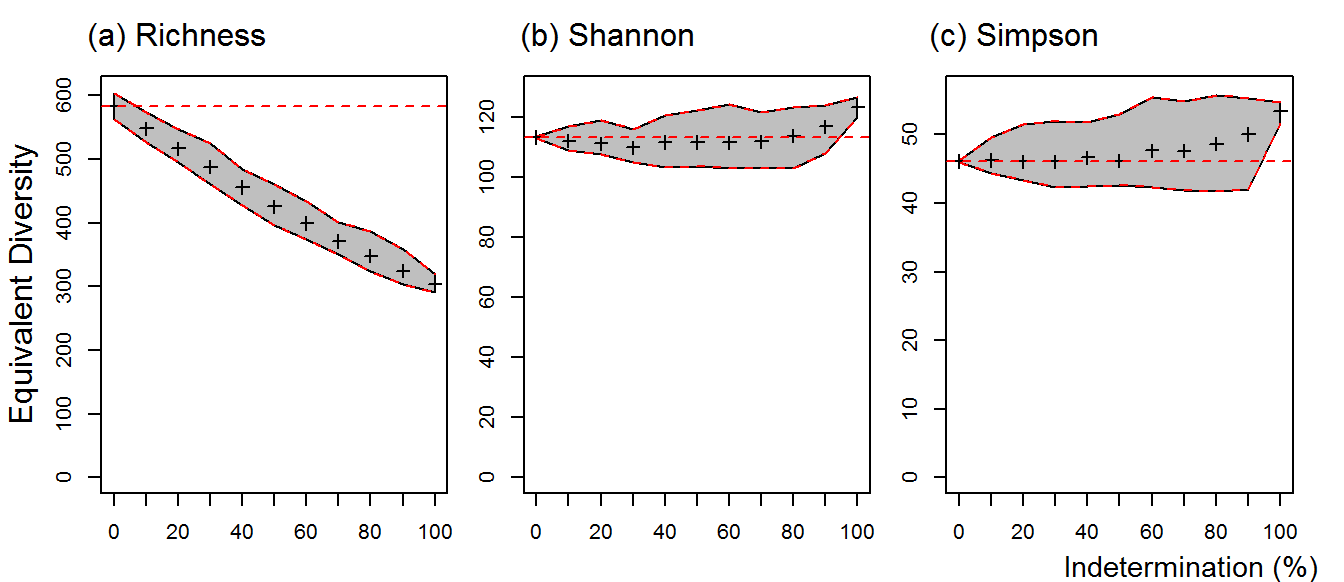 (a) Richness
(b) Shannon
(c) Simpson
Equivalent Diversity
600
500
400
300
200
100
0
0 20 40 60 80 100
120
100
80
60
40
20
0
0 20 40 60 80 100
50
40
30
20
10
0
0 20 40 60 80 100
Indetermination (%)